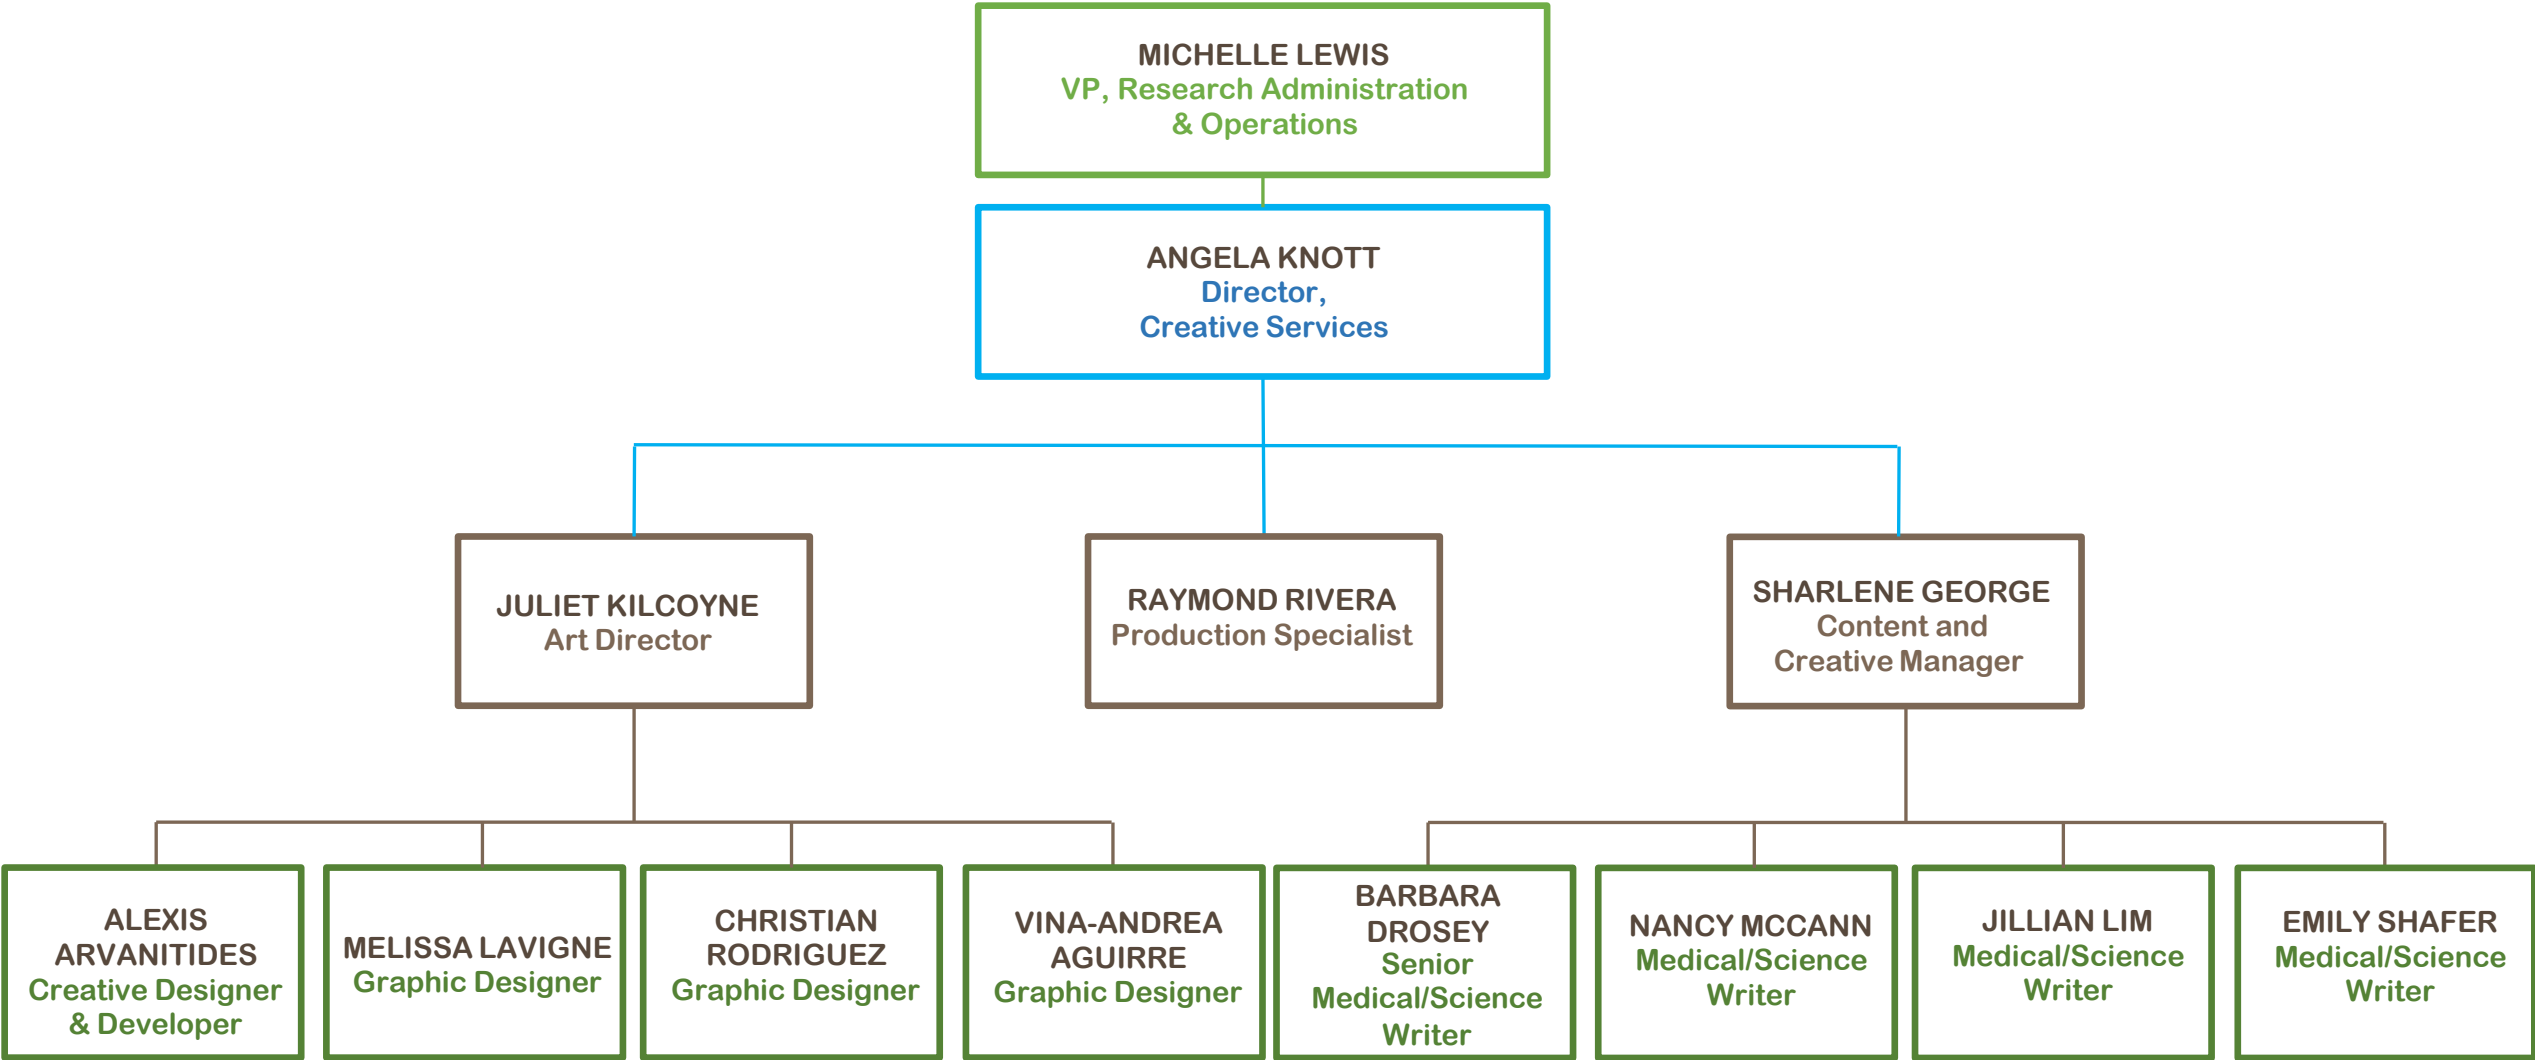 MICHELLE LEWIS
VP, Research Administration
& Operations
ANGELA KNOTT
Director,
Creative Services
JULIET KILCOYNE
Art Director
RAYMOND RIVERA
Production Specialist
SHARLENE GEORGE
Content and
Creative Manager
ALEXIS
ARVANITIDES
Creative Designer
& Developer
MELISSA LAVIGNE
Graphic Designer
CHRISTIAN
RODRIGUEZ
Graphic Designer
VINA-ANDREA
AGUIRRE
Graphic Designer
BARBARA
DROSEY
Senior
Medical/Science
Writer
NANCY MCCANN
Medical/Science
Writer
JILLIAN LIM
Medical/Science
Writer
EMILY SHAFER
Medical/Science
Writer